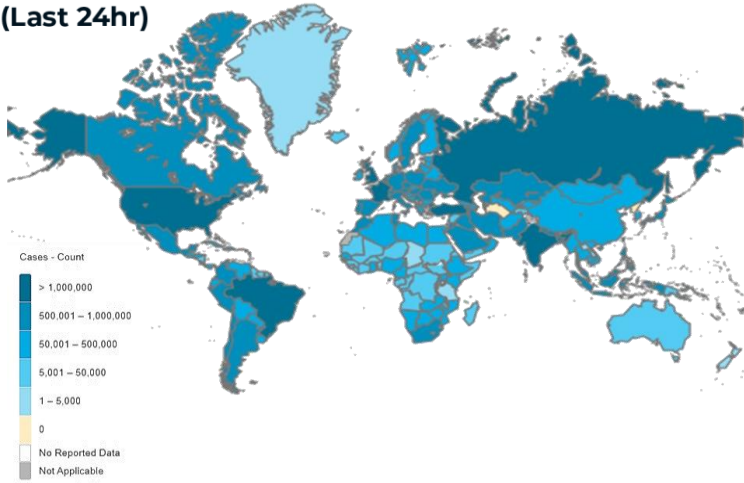 (Last 24hr)
Cases - Count
> 1,000,000
500,001 – 1,000,000
50,001 – 500,000
5,001 – 50,000
1 – 5,000
0
No Reported Data
Not Applicable